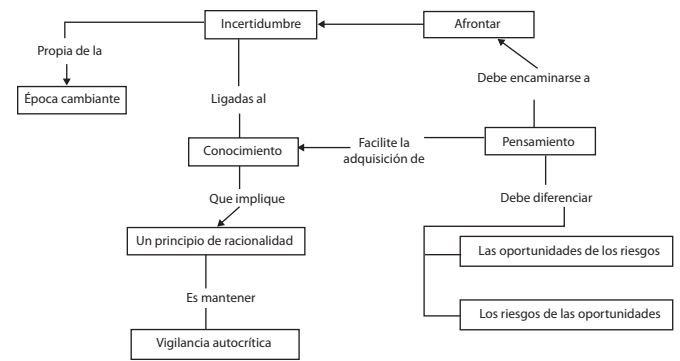 Incertidumbre
Afrontar
Propia de la
Debe encaminarse a
Época cambiante
Ligadas al
Conocimiento
Facilite la
adquisición de
Pensamiento
Que implique
Debe diferenciar
Un principio de racionalidad
Las oportunidades de los riesgos
Es mantener
Los riesgos de las oportunidades
Vigilancia autocrítica